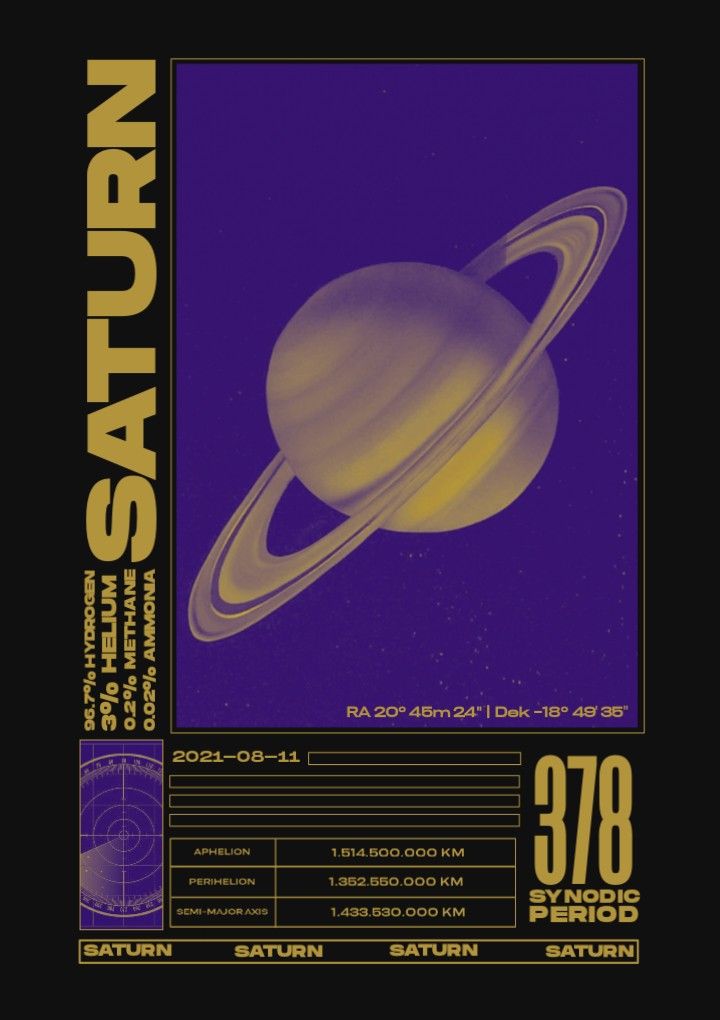 SATURN
96.7% HYDROGEN
3% HELIUM
0.2% METHANE
0.02% AMMONIA
RA 20° 45m 24" | Dek -18° 49' 35"
2021-08-11
378
SYNODIC
PERIOD
APHELION 1.514.500.000 KM
PERIHELION 1.352.550.000 KM
SEMI-MAJOR AXIS 1.433.530.000 KM
SATURN SATURN SATURN SATURN